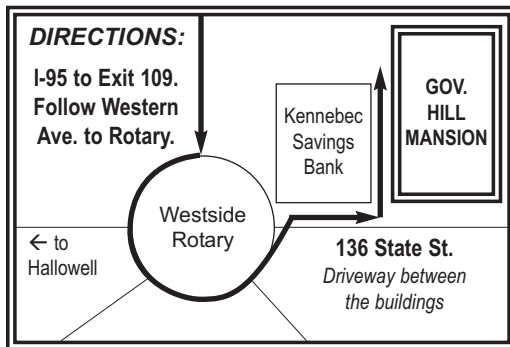 DIRECTIONS:
I-95 to Exit 109.
Follow Western
Ave. to Rotary.
Kennebec
Savings
Bank
GOV.
HILL
MANSION
Westside
Rotary
← to
Hallowell
136 State St.
Driveway between
the buildings